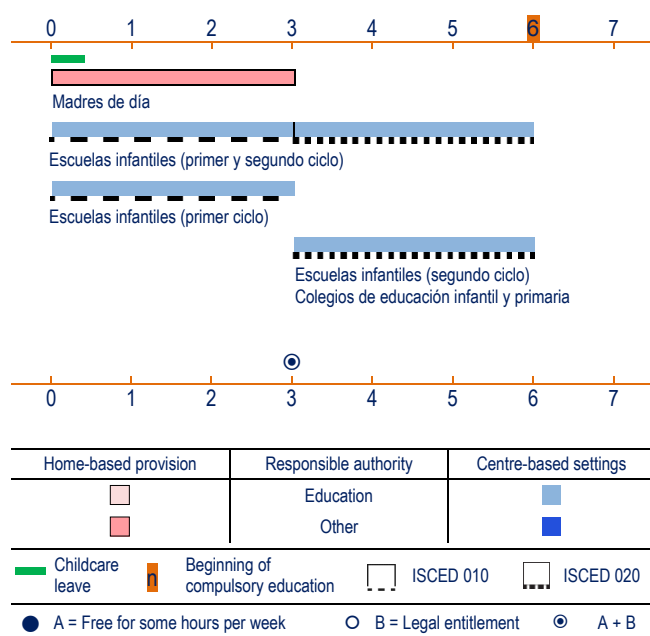 0 1 2 3 4 5 6 7
Madres de día
Escuelas infantiles (primer y segundo ciclo)
Escuelas infantiles (primer ciclo)
Escuelas infantiles (segundo ciclo)
Colegios de educación infantil y primaria
0 1 2 3 4 5 6 7
Home-based provision Responsible authority Centre-based settings
Education
Other
Childcare
leave
n
Beginning of
compulsory education
ISCED 010
ISCED 020
A = Free for some hours per week
B = Legal entitlement
A + B